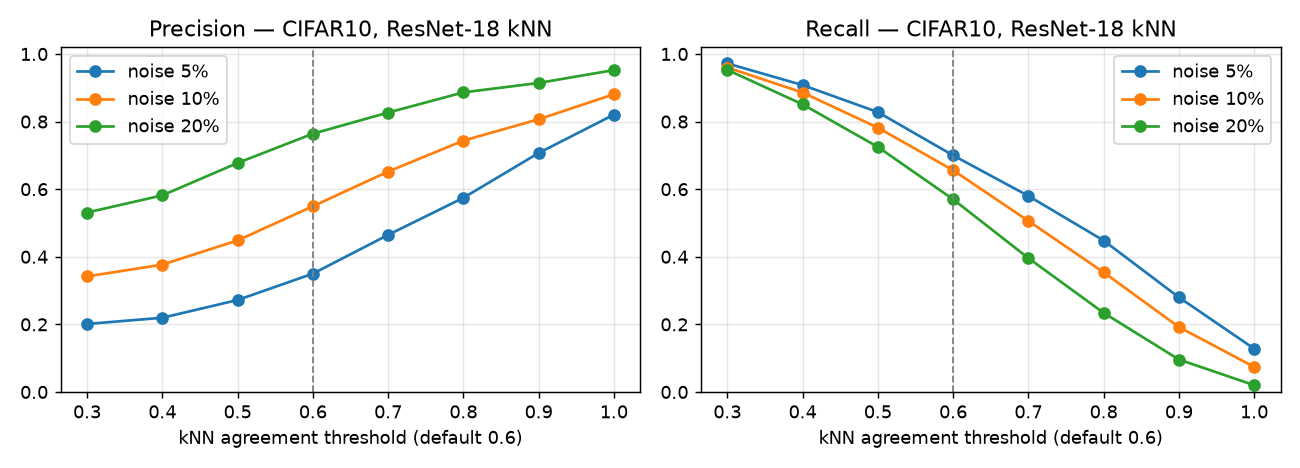 Precision — CIFAR10, ResNet-18 kNN
1.0
0.8
0.6
0.4
0.2
0.0
noise 5%
noise 10%
noise 20%
0.3 0.4 0.5 0.6 0.7 0.8 0.9 1.0
kNN agreement threshold (default 0.6)
Recall — CIFAR10, ResNet-18 kNN
1.0
0.8
0.6
0.4
0.2
0.0
noise 5%
noise 10%
noise 20%
0.3 0.4 0.5 0.6 0.7 0.8 0.9 1.0
kNN agreement threshold (default 0.6)